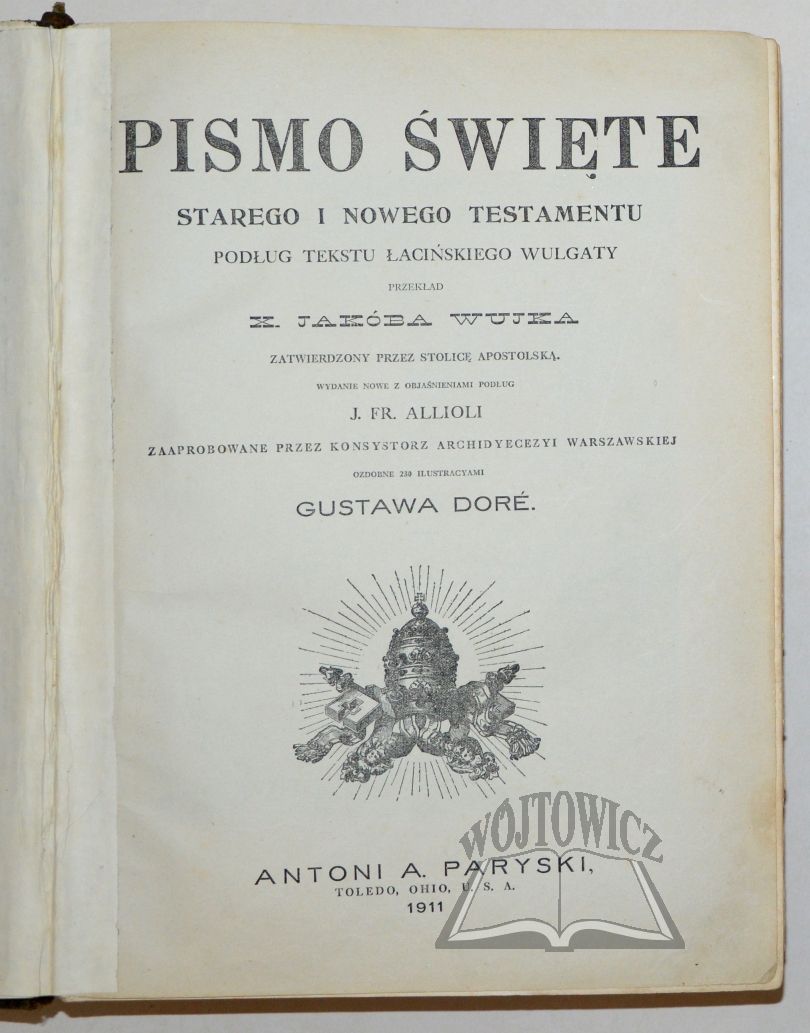 PISMO ŚWIĘTE
STAREGO I NOWEGO TESTAMENTU
PODŁUG TEKSTU ŁACIŃSKIEGO WULGATY
PRZEKŁAD
X. JAKÓBA WUJKA
ZATWIERDZONY PRZEZ STOLICĘ APOSTOLSKĄ.
WYDANIE NOWE Z OBJAŚNIENIAMI PODŁUG
J. FR. ALLIOLI
ZAAPROBOWANE PRZEZ KONSYSTORZ ARCHIDYECEZYI WARSZAWSKIEJ
OZDOBNE 230 ILUSTRACYAMI
GUSTAWA DORÉ.
WÓJTOWICZ
ANTONI A. PARYSKI,
TOLEDO, OHIO, U. S. A.
1911